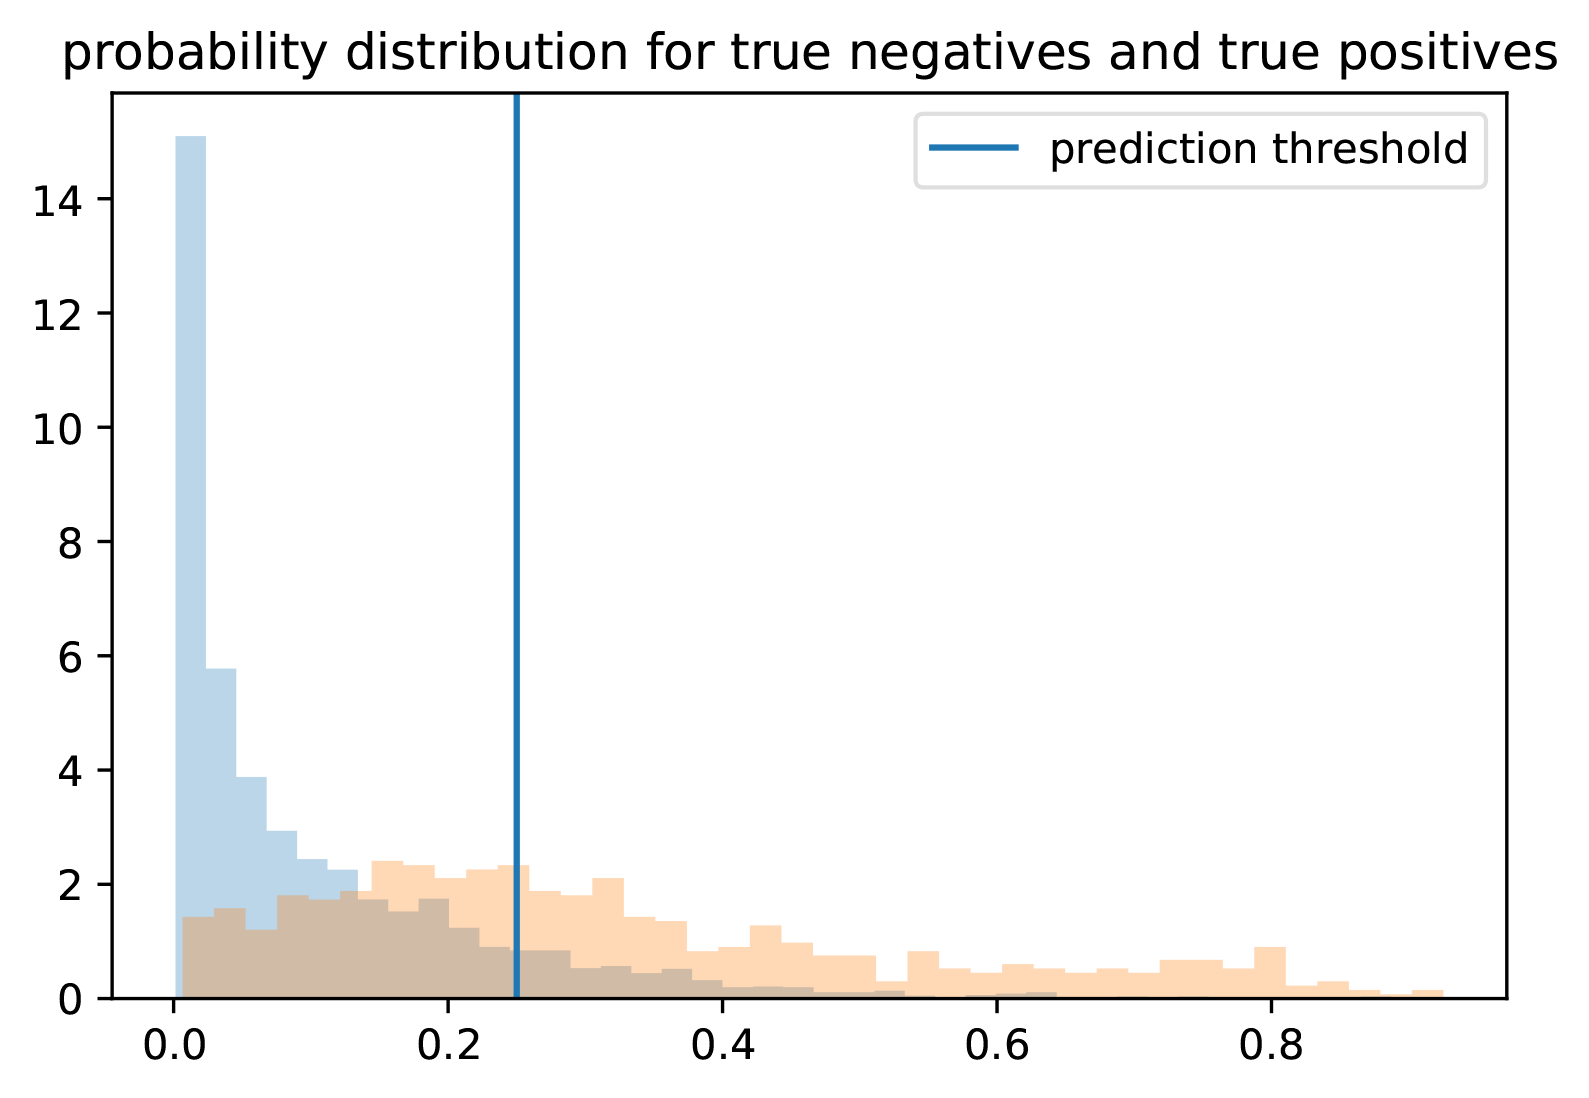 probability distribution for true negatives and true positives
prediction threshold
14
12
10
8
6
4
2
0
0.0 0.2 0.4 0.6 0.8